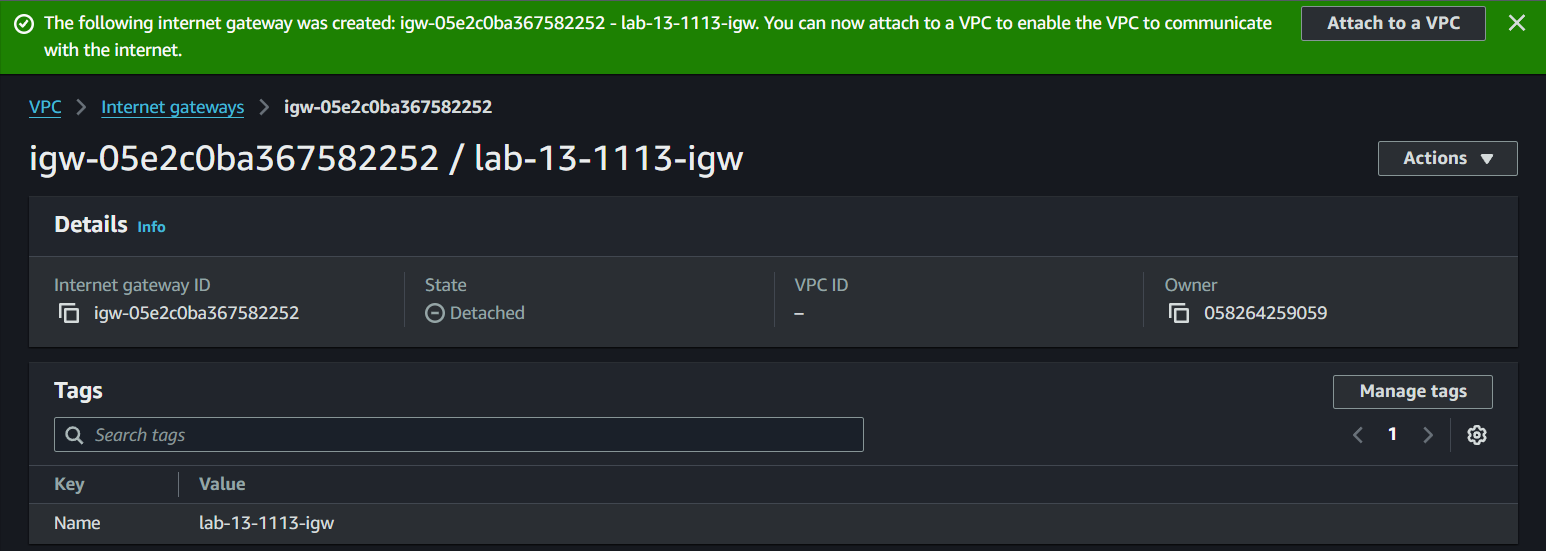 The following internet gateway was created: igw-05e2c0ba367582252 - lab-13-1113-igw. You can now attach to a VPC to enable the VPC to communicate
with the internet.
Attach to a VPC
VPC
Internet gateways
igw-05e2c0ba367582252
igw-05e2c0ba367582252 / lab-13-1113-igw
Actions
Details Info
Internet gateway ID
igw-05e2c0ba367582252
State
Detached
VPC ID
–
Owner
058264259059
Tags
Manage tags
Search tags
1
Key Value
Name lab-13-1113-igw